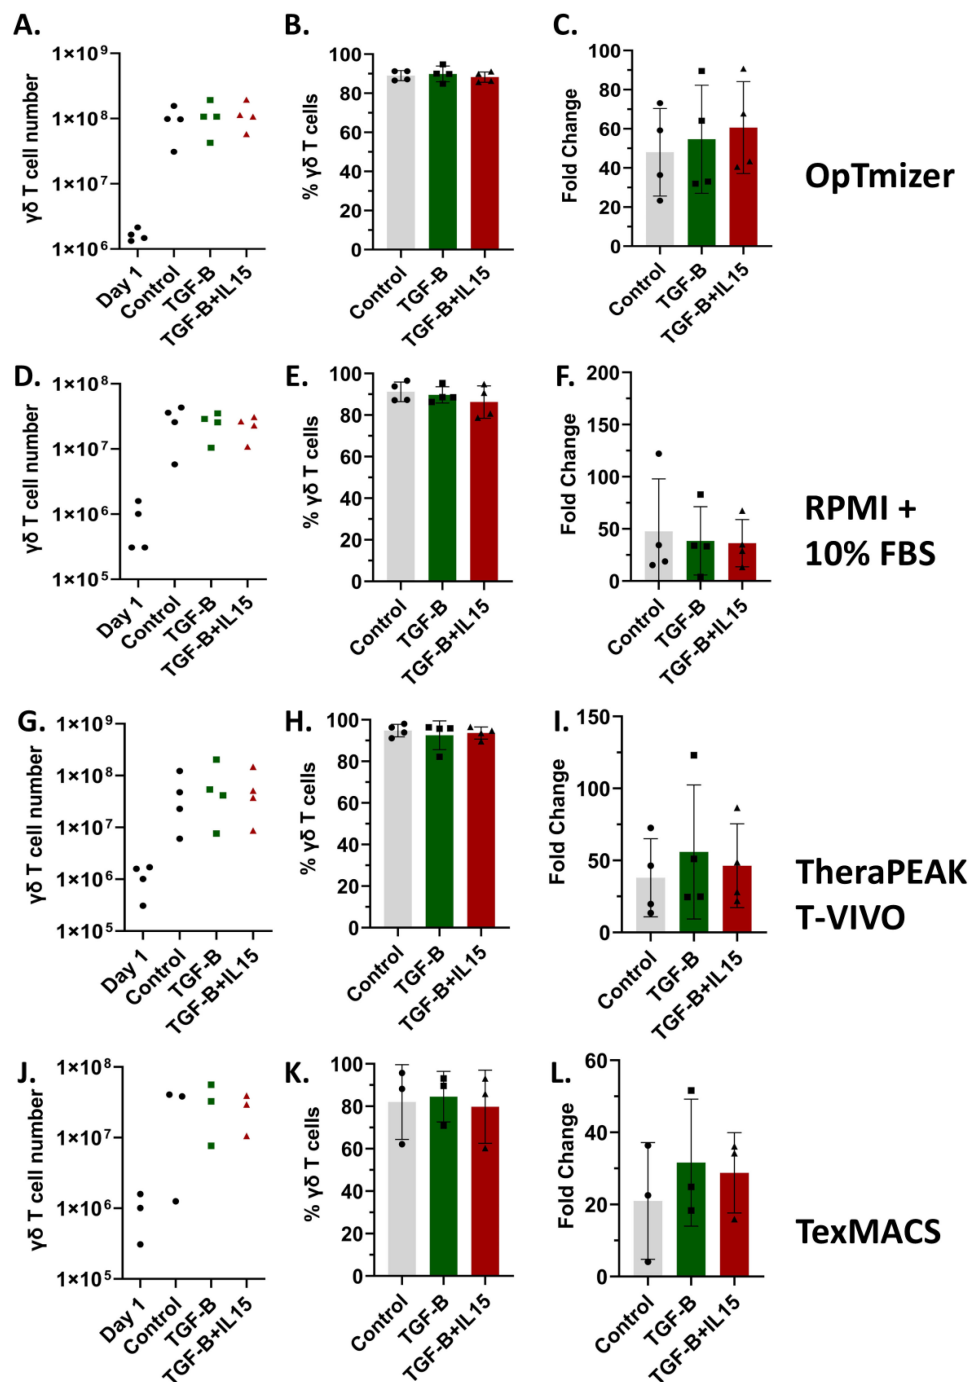 A.
γδ T cell number
1×10⁹
1×10⁸
1×10⁷
1×10⁶
Day 1
Control
TGF-B
TGF-B+IL15
B.
% γδ T cells
100
80
60
40
20
0
Control
TGF-B
TGF-B+IL15
C.
Fold Change
100
80
60
40
20
0
Control
TGF-B
TGF-B+IL15
OpTmizer
D.
γδ T cell number
1×10⁸
1×10⁷
1×10⁶
1×10⁵
Day 1
Control
TGF-B
TGF-B+IL15
E.
% γδ T cells
100
80
60
40
20
0
Control
TGF-B
TGF-B+IL15
F.
Fold Change
200
150
100
50
0
Control
TGF-B
TGF-B+IL15
RPMI +
10% FBS
G.
γδ T cell number
1×10⁹
1×10⁸
1×10⁷
1×10⁶
1×10⁵
Day 1
Control
TGF-B
TGF-B+IL15
H.
% γδ T cells
100
80
60
40
20
0
Control
TGF-B
TGF-B+IL15
I.
Fold Change
150
100
50
0
Control
TGF-B
TGF-B+IL15
TheraPEAK
T-VIVO
J.
γδ T cell number
1×10⁸
1×10⁷
1×10⁶
1×10⁵
Day 1
Control
TGF-B
TGF-B+IL15
K.
% γδ T cells
100
80
60
40
20
0
Control
TGF-B
TGF-B+IL15
L.
Fold Change
60
40
20
0
Control
TGF-B
TGF-B+IL15
TexMACS